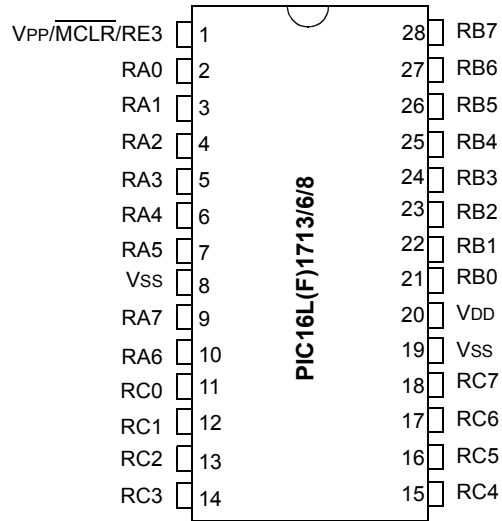 VPP/MCLR/RE3 1 28 RB7
RA0 2 27 RB6
RA1 3 26 RB5
RA2 4 25 RB4
RA3 5 24 RB3
RA4 6 23 RB2
RA5 7 22 RB1
VSS 8 21 RB0
RA7 9 20 VDD
RA6 10 19 VSS
RC0 11 18 RC7
RC1 12 17 RC6
RC2 13 16 RC5
RC3 14 15 RC4
PIC16L(F)1713/6/8